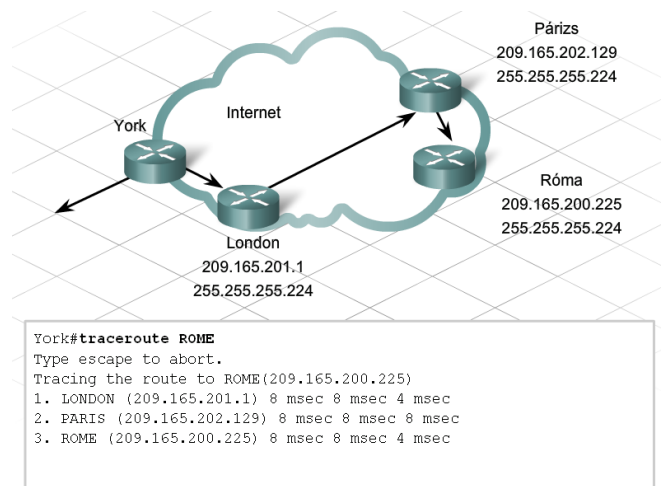 Párizs
209.165.202.129
255.255.255.224
Internet
York
Róma
209.165.200.225
255.255.255.224
London
209.165.201.1
255.255.255.224
York#traceroute ROME
Type escape to abort.
Tracing the route to ROME(209.165.200.225)
1. LONDON (209.165.201.1) 8 msec 8 msec 4 msec
2. PARIS (209.165.202.129) 8 msec 8 msec 8 msec
3. ROME (209.165.200.225) 8 msec 8 msec 4 msec